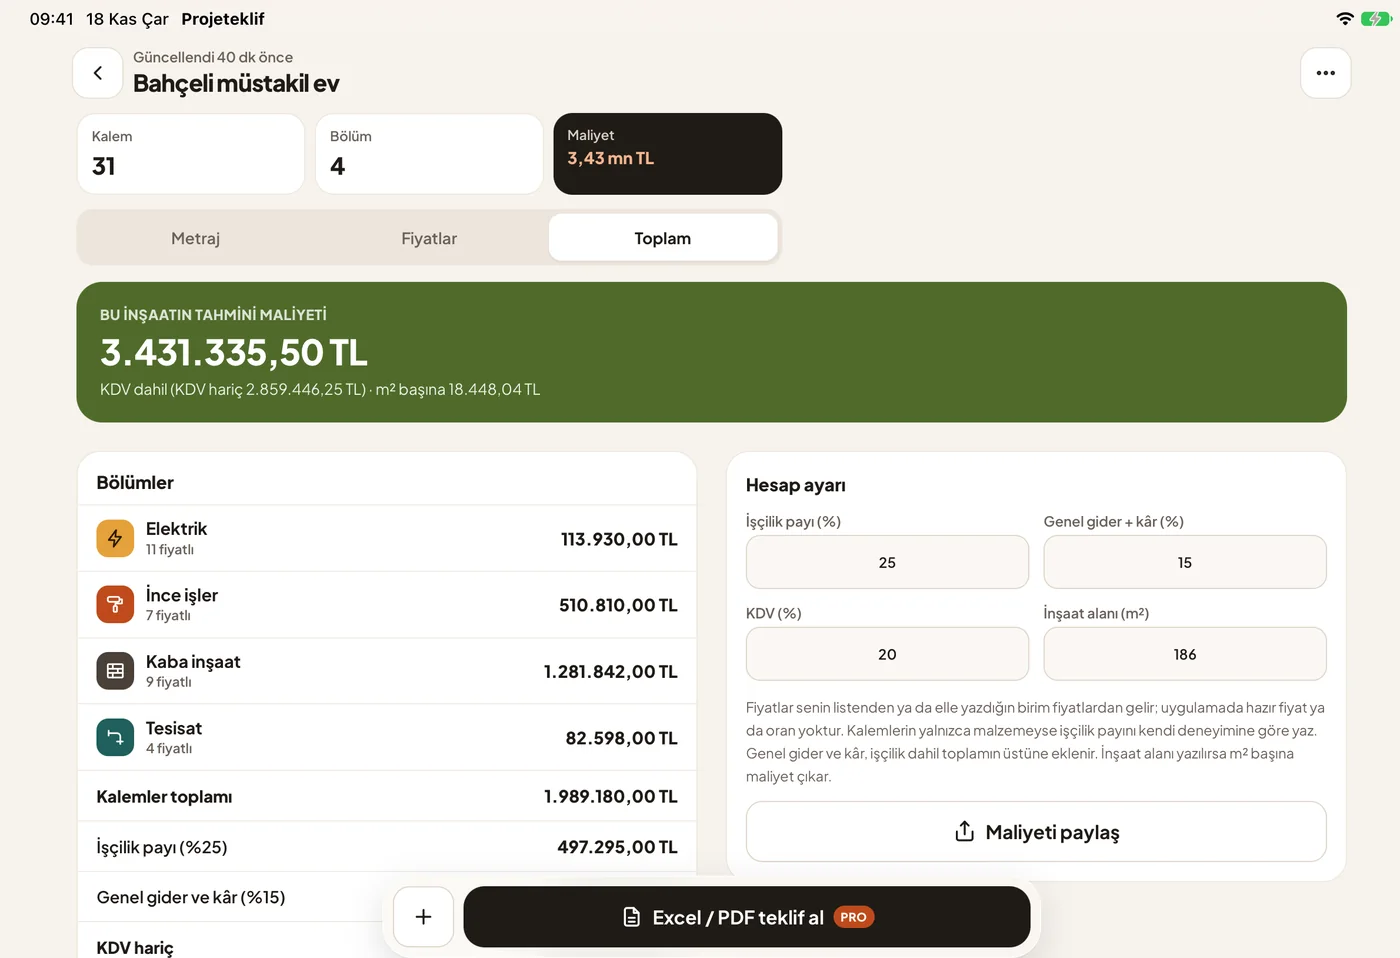 09:41 18 Kas Çar Projeteklif
Güncellendi 40 dk önce
Bahçeli müstakil ev
Kalem
31
Bölüm
4
Maliyet
3,43 mn TL
Metraj
Fiyatlar
Toplam
BU İNŞAATIN TAHMİNİ MALİYETİ
3.431.335,50 TL
KDV dahil (KDV hariç 2.859.446,25 TL) · m² başına 18.448,04 TL
Bölümler
Elektrik
11 fiyatlı
113.930,00 TL
İnce işler
7 fiyatlı
510.810,00 TL
Kaba inşaat
9 fiyatlı
1.281.842,00 TL
Tesisat
4 fiyatlı
82.598,00 TL
Kalemler toplamı
1.989.180,00 TL
İşçilik payı (%25)
497.295,00 TL
Genel gider ve kâr (%15)
KDV hariç
Hesap ayarı
İşçilik payı (%)
25
Genel gider + kâr (%)
15
KDV (%)
20
İnşaat alanı (m²)
186
Fiyatlar senin listenden ya da elle yazdığın birim fiyatlardan gelir; uygulamada hazır fiyat ya
da oran yoktur. Kalemlerin yalnızca malzemeyse işçilik payını kendi deneyimine göre yaz.
Genel gider ve kâr, işçilik dahil toplamın üstüne eklenir. İnşaat alanı yazılırsa m² başına
maliyet çıkar.
Maliyeti paylaş
Excel / PDF teklif al PRO